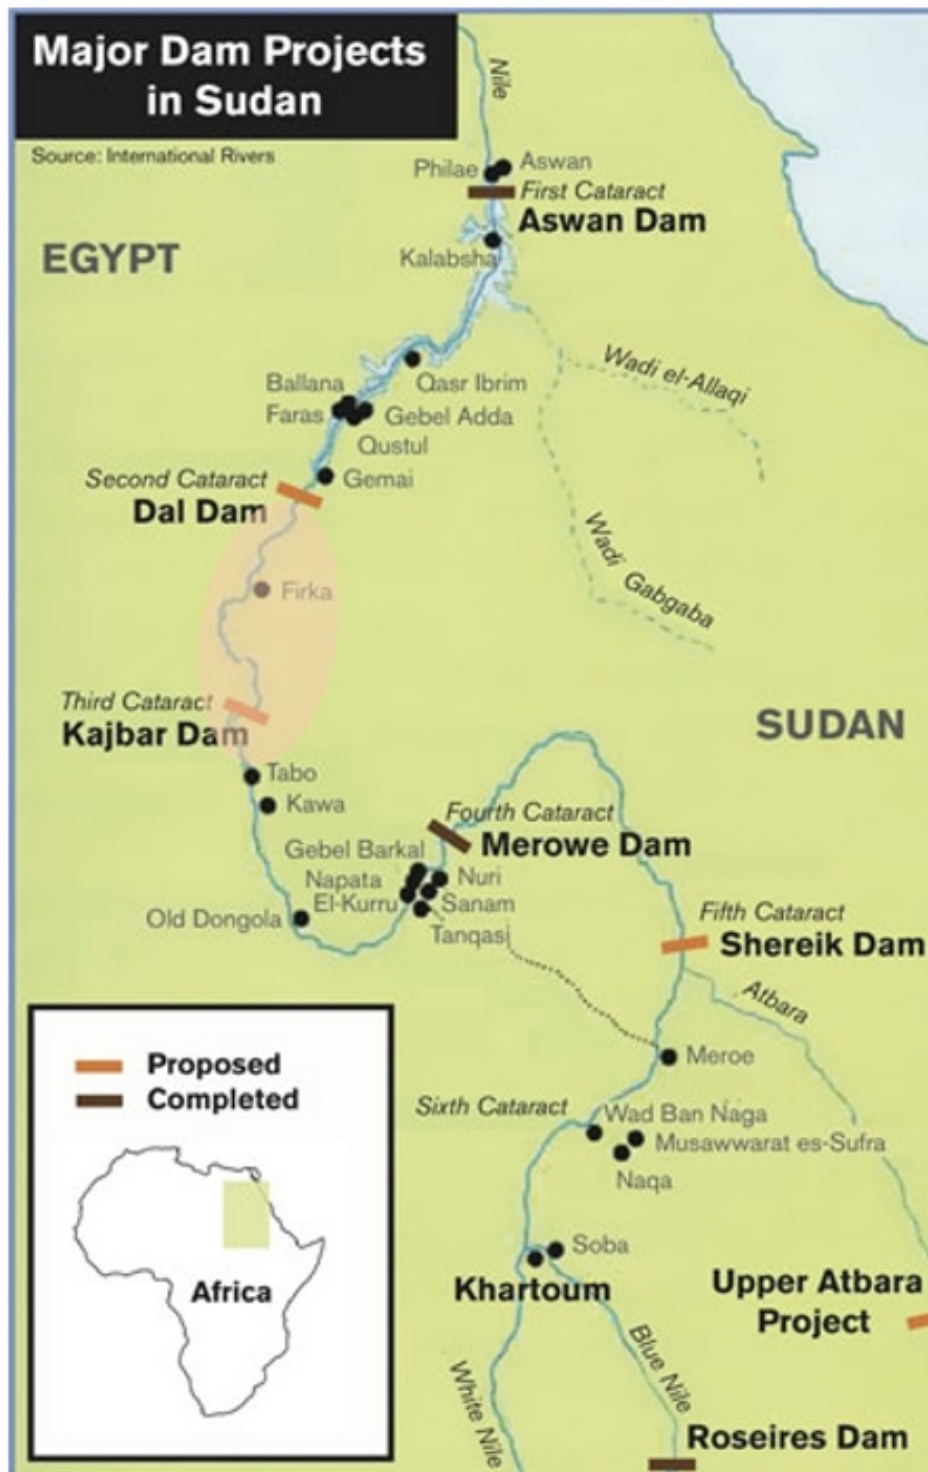 Major Dam Projects
in Sudan
Source: International Rivers
Nile
Philae
Aswan
First Cataract
Aswan Dam
EGYPT
Kalabsha
Wadi el-Allaqi
Ballana
Qasr Ibrim
Faras
Gebel Adda
Qustul
Second Cataract
Gemai
Dal Dam
Wadi Gabgaba
Firka
Third Cataract
Kajbar Dam
SUDAN
Tabo
Kawa
Fourth Cataract
Merowe Dam
Gebel Barkal
Napata
Nuri
El-Kurru
Sanam
Old Dongola
Tanqasi
Fifth Cataract
Shereik Dam
Atbara
Meroe
Proposed
Completed
Sixth Cataract
Wad Ban Naga
Musawwarat es-Sufra
Naqa
Soba
Khartoum
Africa
Upper Atbara
Project
Blue Nile
White Nile
Roseires Dam